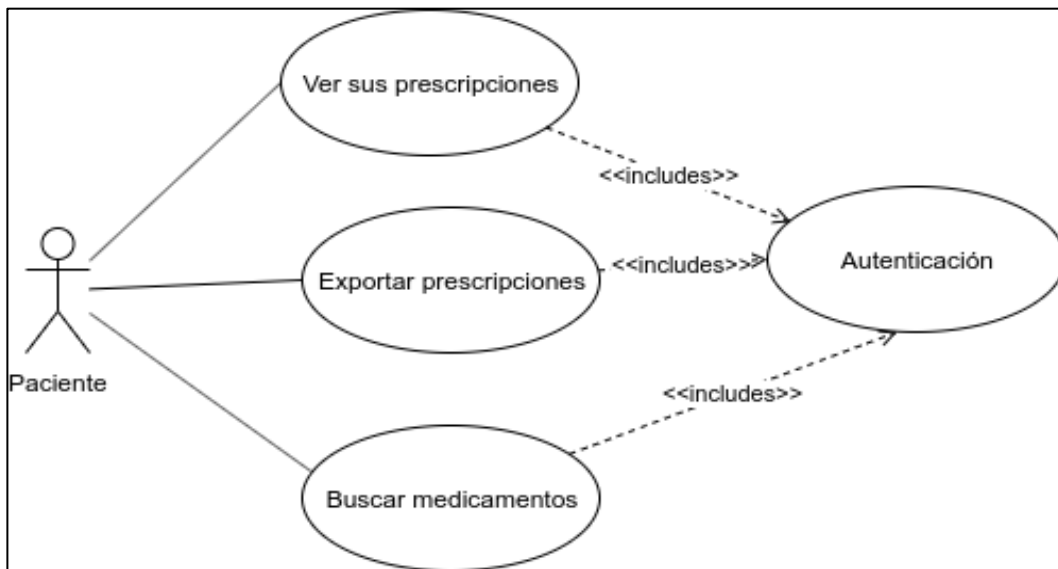 Ver sus prescripciones
<<includes>>
Exportar prescripciones
<<includes>>
Autenticación
Paciente
<<includes>>
Buscar medicamentos